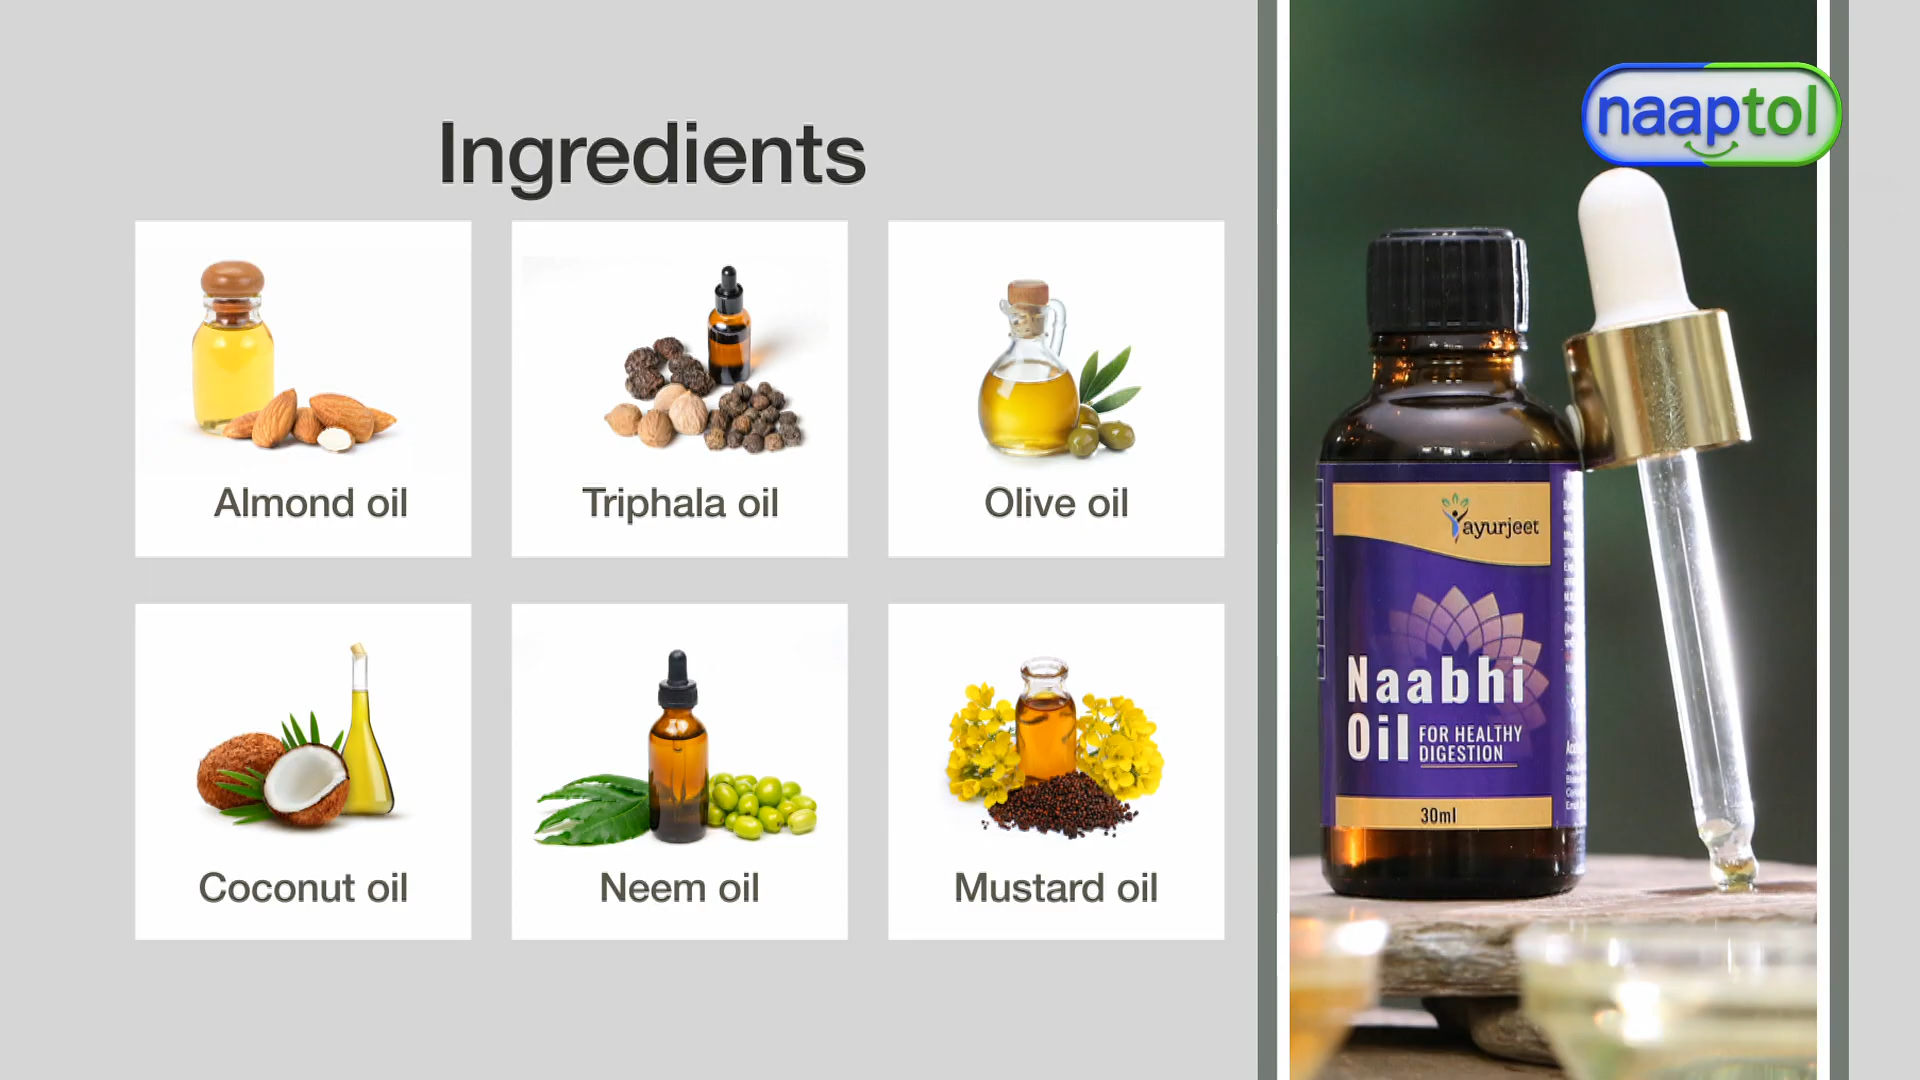 Ingredients
naaptol
Almond oil
Triphala oil
Olive oil
Coconut oil
Neem oil
Mustard oil
ayurjeet
Naabhi
Oil FOR HEALTHY
DIGESTION
30ml